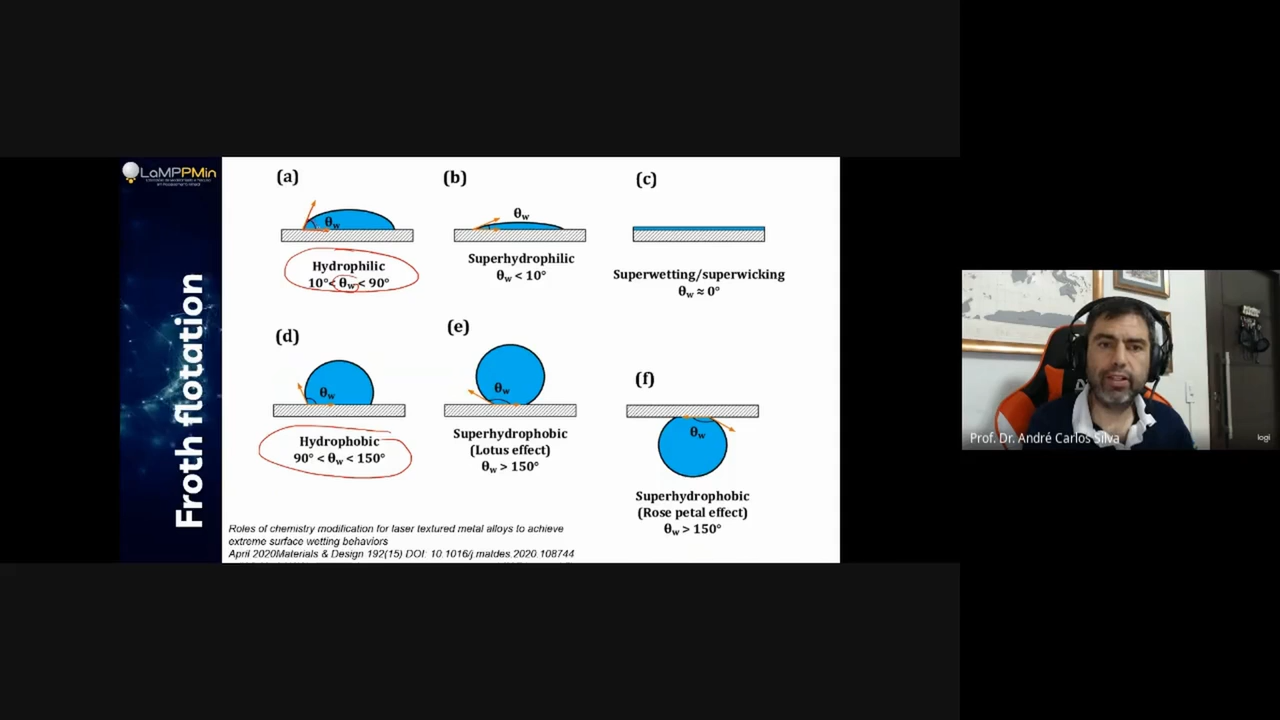 LaMPPMin
Froth flotation
(a)
θw
Hydrophilic
10°< θw < 90°
(b)
θw
Superhydrophilic
θw < 10°
(c)
Superwetting/superwicking
θw ≈ 0°
(d)
θw
Hydrophobic
90° < θw < 150°
(e)
θw
Superhydrophobic
(Lotus effect)
θw > 150°
(f)
θw
Superhydrophobic
(Rose petal effect)
θw > 150°
Roles of chemistry modification for laser textured metal alloys to achieve
extreme surface wetting behaviors
April 2020Materials & Design 192(15) DOI: 10.1016/j.matdes.2020.108744
Prof. Dr. André Carlos Silva
logi